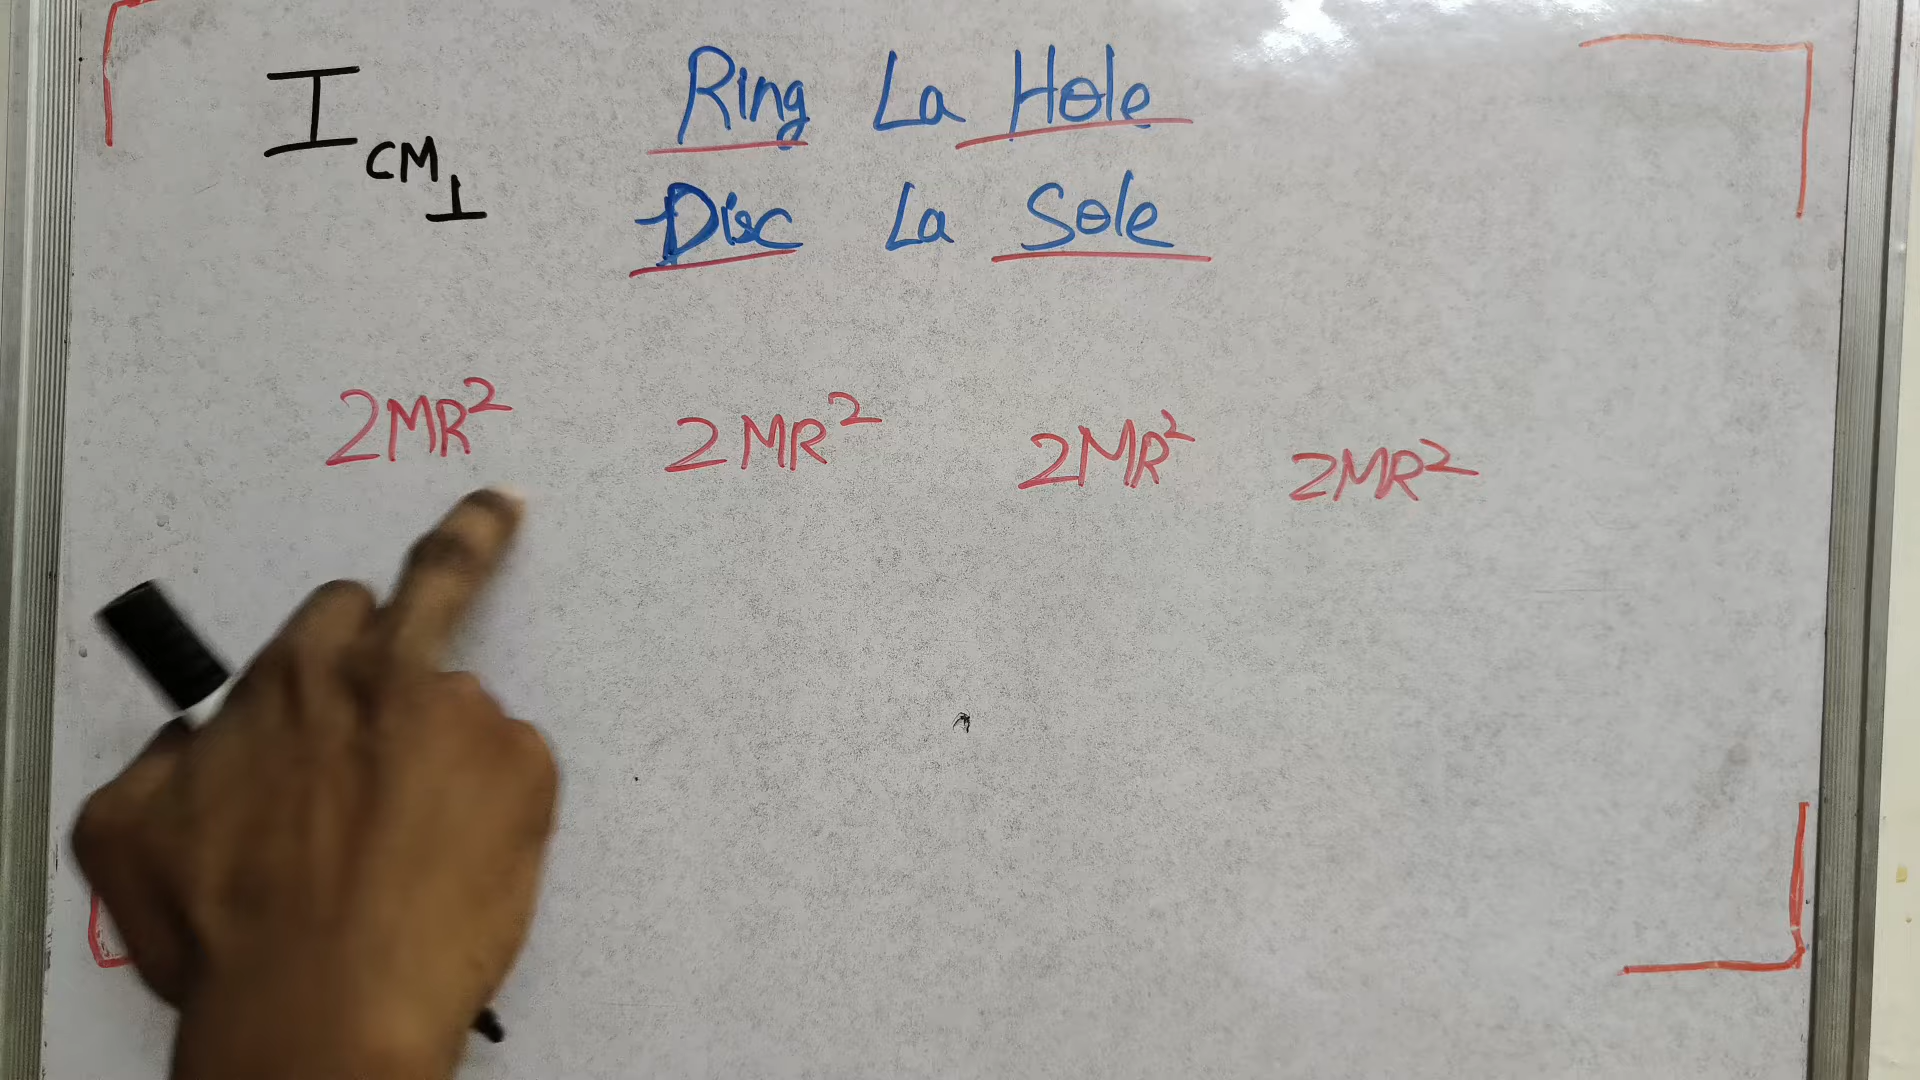 I CM⊥
Ring La Hole
Disc La Sole
2MR² 2MR² 2MR² 2MR²